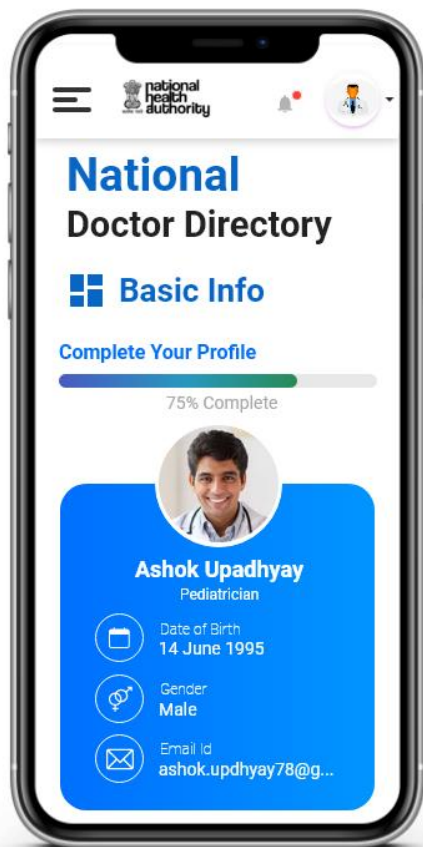 national
health
authority
National
Doctor Directory
Basic Info
Complete Your Profile
75% Complete
Ashok Upadhyay
Pediatrician
Date of Birth
14 June 1995
Gender
Male
Email Id
ashok.updhyay78@g...